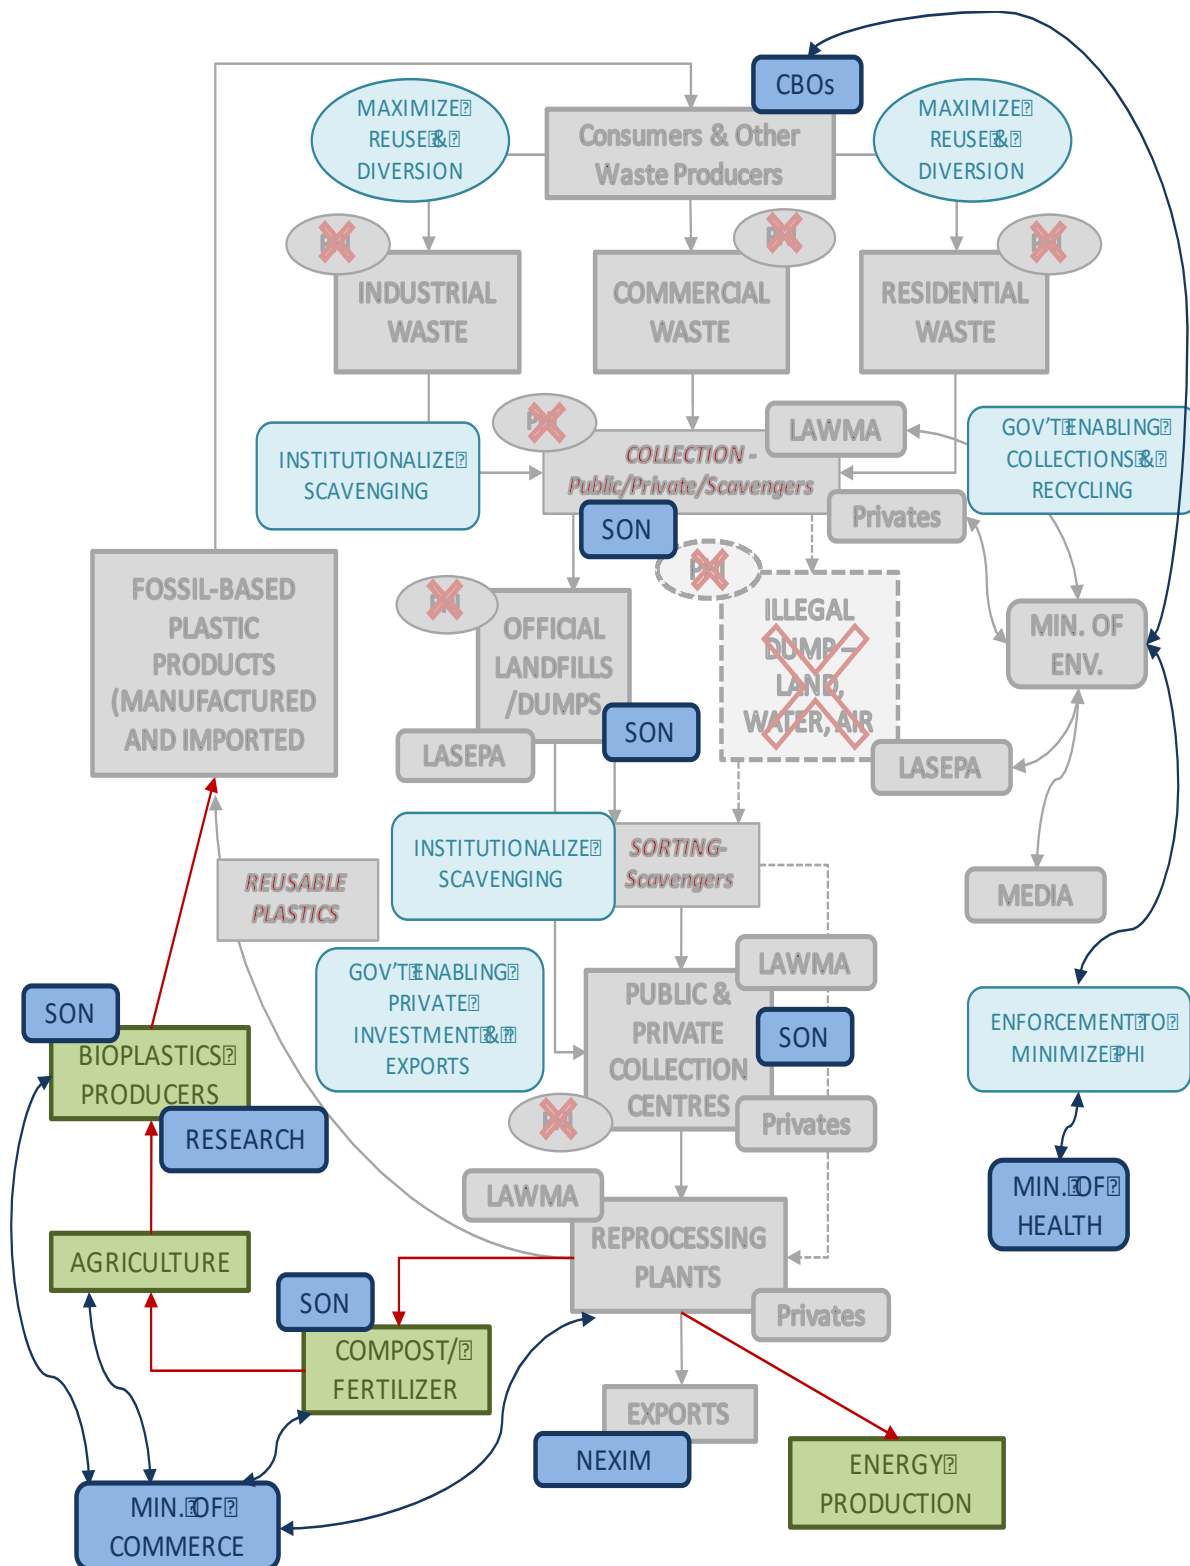 CBOs
MAXIMIZE
REUSE &
DIVERSION
Consumers & Other
Waste Producers
MAXIMIZE
REUSE &
DIVERSION
INDUSTRIAL
WASTE
COMMERCIAL
WASTE
RESIDENTIAL
WASTE
LAWMA
INSTITUTIONALIZE
SCAVENGING
COLLECTION -
Public/Private/Scavengers
GOV'T ENABLING
COLLECTIONS &
RECYCLING
Privates
SON
FOSSIL-BASED
PLASTIC
PRODUCTS
(MANUFACTURED
AND IMPORTED
OFFICIAL
LANDFILLS
/DUMPS
ILLEGAL
DUMP –
LAND,
WATER, AIR
MIN. OF
ENV.
SON
LASEPA
LASEPA
INSTITUTIONALIZE
SCAVENGING
SORTING-
Scavengers
REUSABLE
PLASTICS
MEDIA
GOV'T ENABLING
PRIVATE
INVESTMENT &
EXPORTS
LAWMA
PUBLIC &
PRIVATE
COLLECTION
CENTRES
SON
Privates
ENFORCEMENT TO
MINIMIZE PHI
SON
BIOPLASTICS
PRODUCERS
RESEARCH
LAWMA
MIN. OF
HEALTH
REPROCESSING
PLANTS
AGRICULTURE
SON
Privates
COMPOST/
FERTILIZER
EXPORTS
NEXIM
ENERGY
PRODUCTION
MIN. OF
COMMERCE